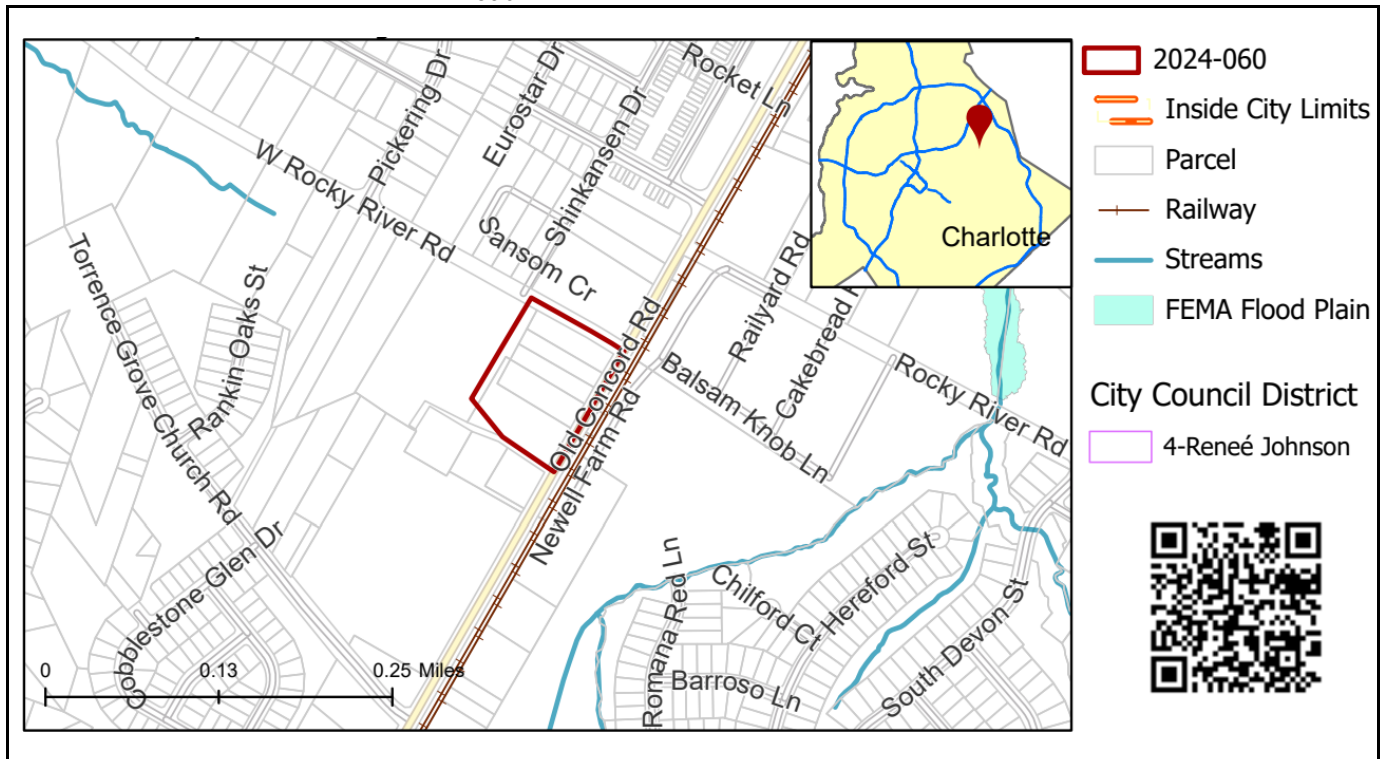 Rocket Ln
Eurostar Dr
Pickering Dr
Shinkansen Dr
W Rocky River Rd
Sansom Cr
Torrence Grove Church Rd
Rankin Oaks St
Old Concord Rd
Newell Farm Rd
Railyard Rd
Cakebread
Balsam Knob Ln
Rocky River Rd
Cobblestone Glen Dr
Romana Red Ln
Chilford Ct
Hereford St
South Devon St
Barroso Ln
0 0.13 0.25 Miles
Charlotte
2024-060
Inside City Limits
Parcel
Railway
Streams
FEMA Flood Plain
City Council District
4-Reneé Johnson